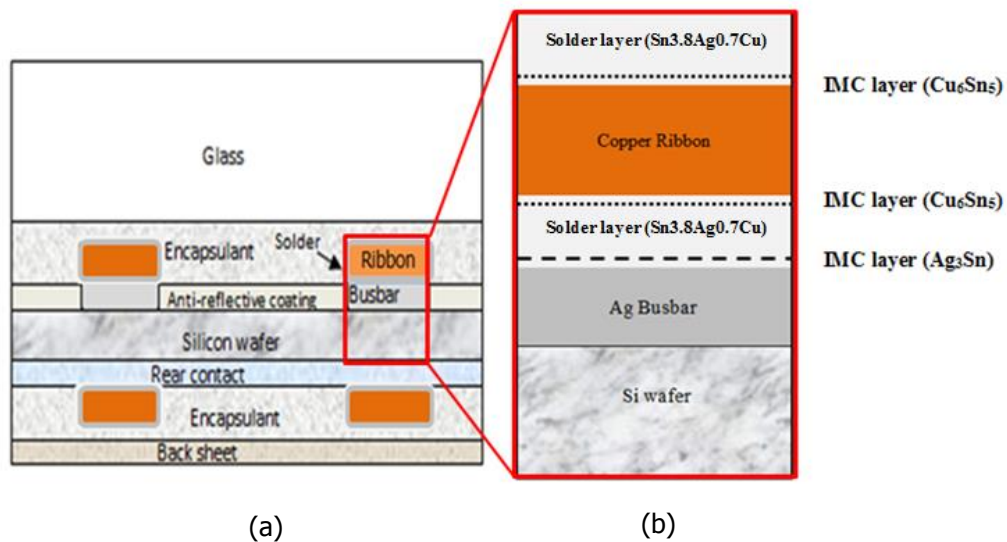 Glass
Encapsulant
Solder
Ribbon
Anti-reflective coating
Busbar
Silicon wafer
Rear contact
Encapsulant
Back sheet
(a)
Solder layer (Sn3.8Ag0.7Cu)
IMC layer (Cu₆Sn₅)
Copper Ribbon
IMC layer (Cu₆Sn₅)
Solder layer (Sn3.8Ag0.7Cu)
IMC layer (Ag₃Sn)
Ag Busbar
Si wafer
(b)